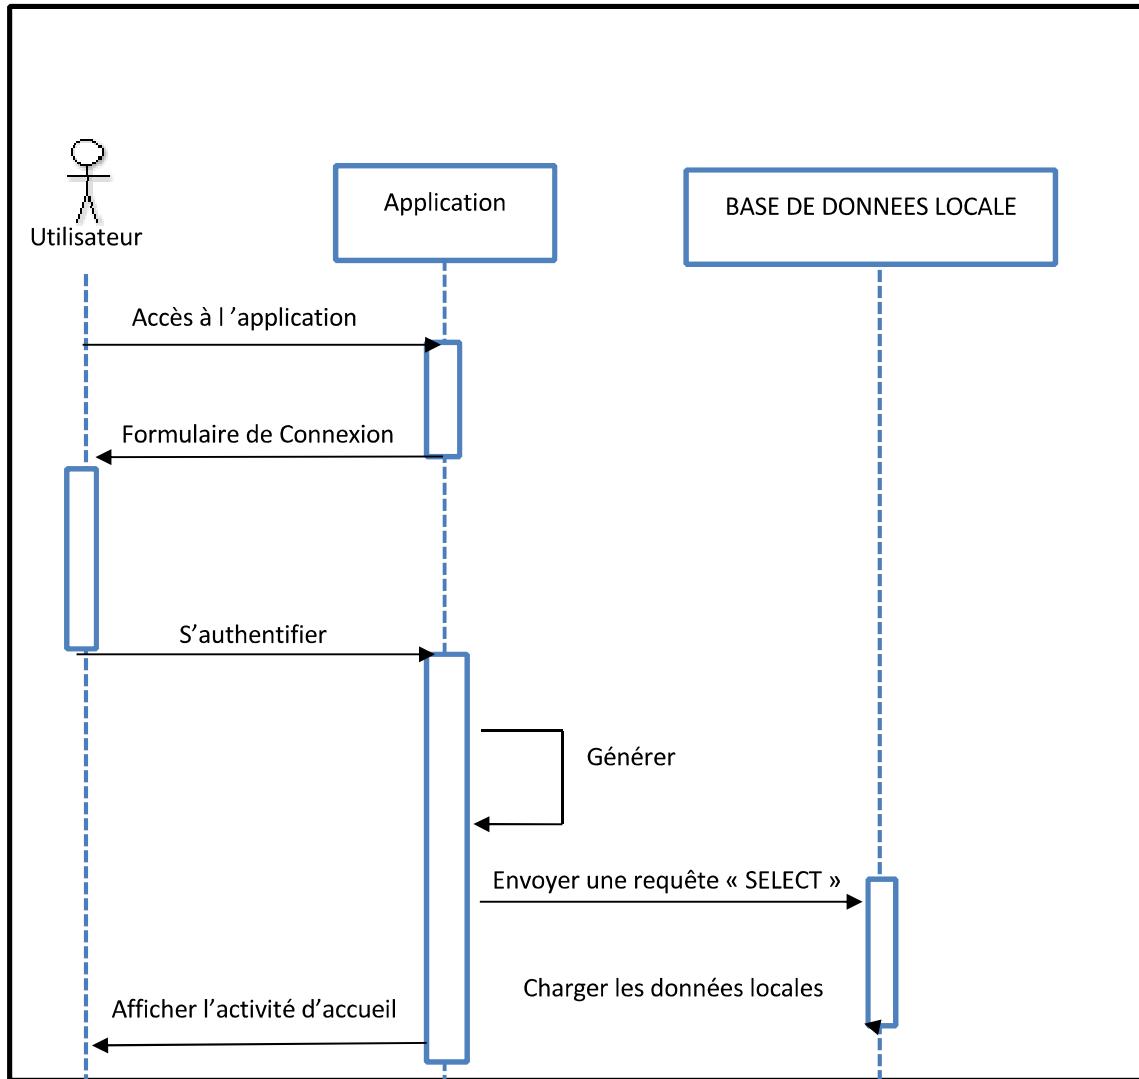 Utilisateur
Application
BASE DE DONNEES LOCALE
Accès à l ’application
Formulaire de Connexion
S’authentifier
Générer
Envoyer une requête « SELECT »
Charger les données locales
Afficher l’activité d’accueil